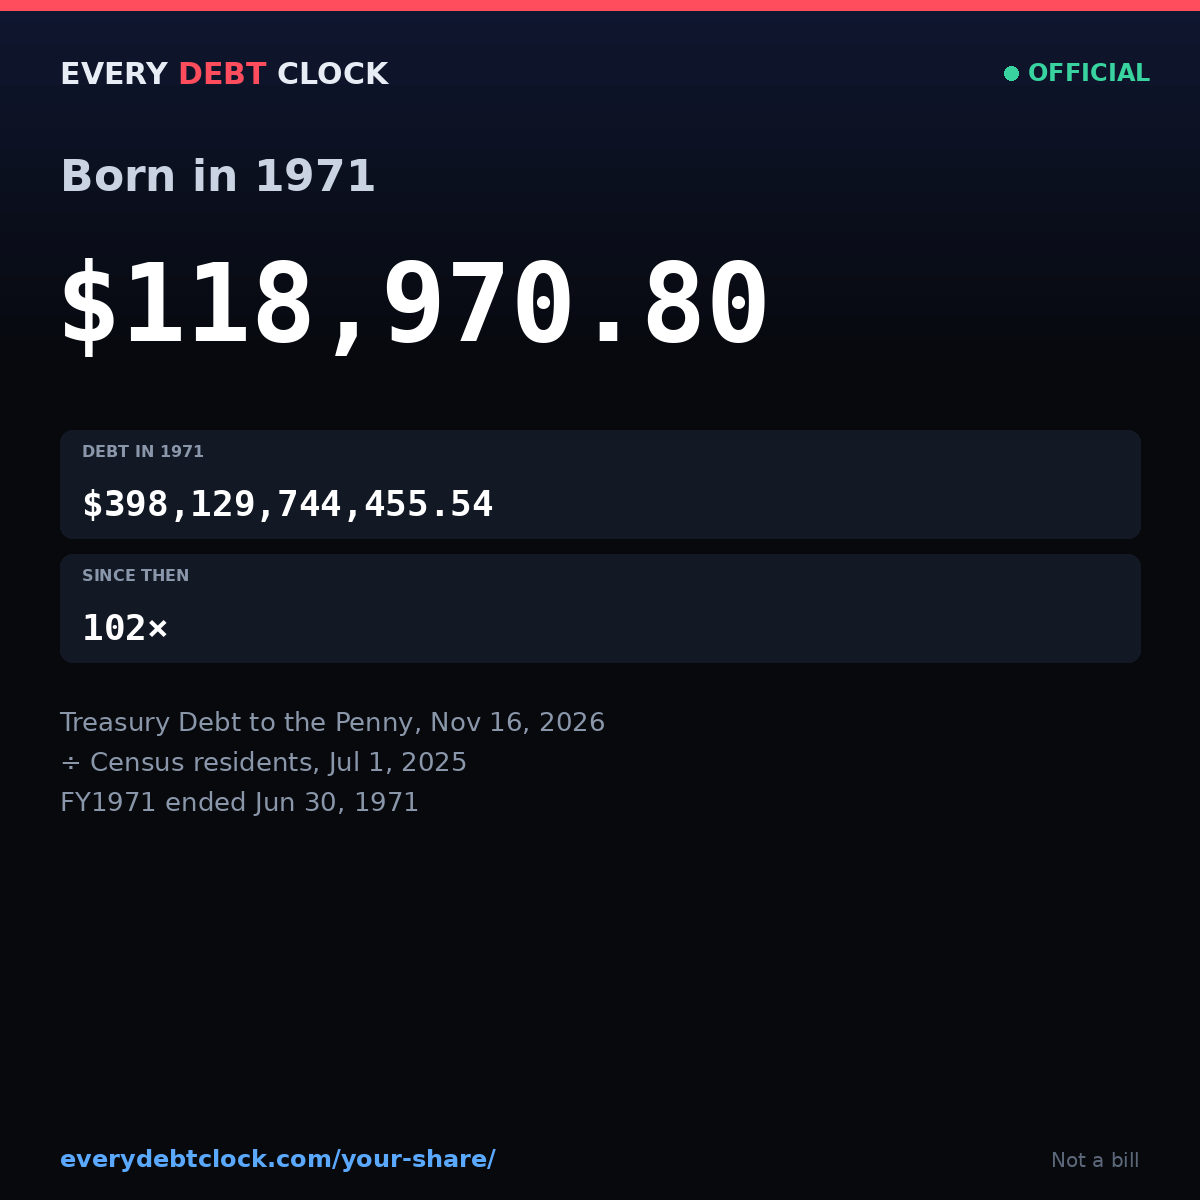 EVERY DEBT CLOCK
OFFICIAL
Born in 1971
$118,970.80
DEBT IN 1971
$398,129,744,455.54
SINCE THEN
102×
Treasury Debt to the Penny, Nov 16, 2026
÷ Census residents, Jul 1, 2025
FY1971 ended Jun 30, 1971
everydebtclock.com/your-share/
Not a bill